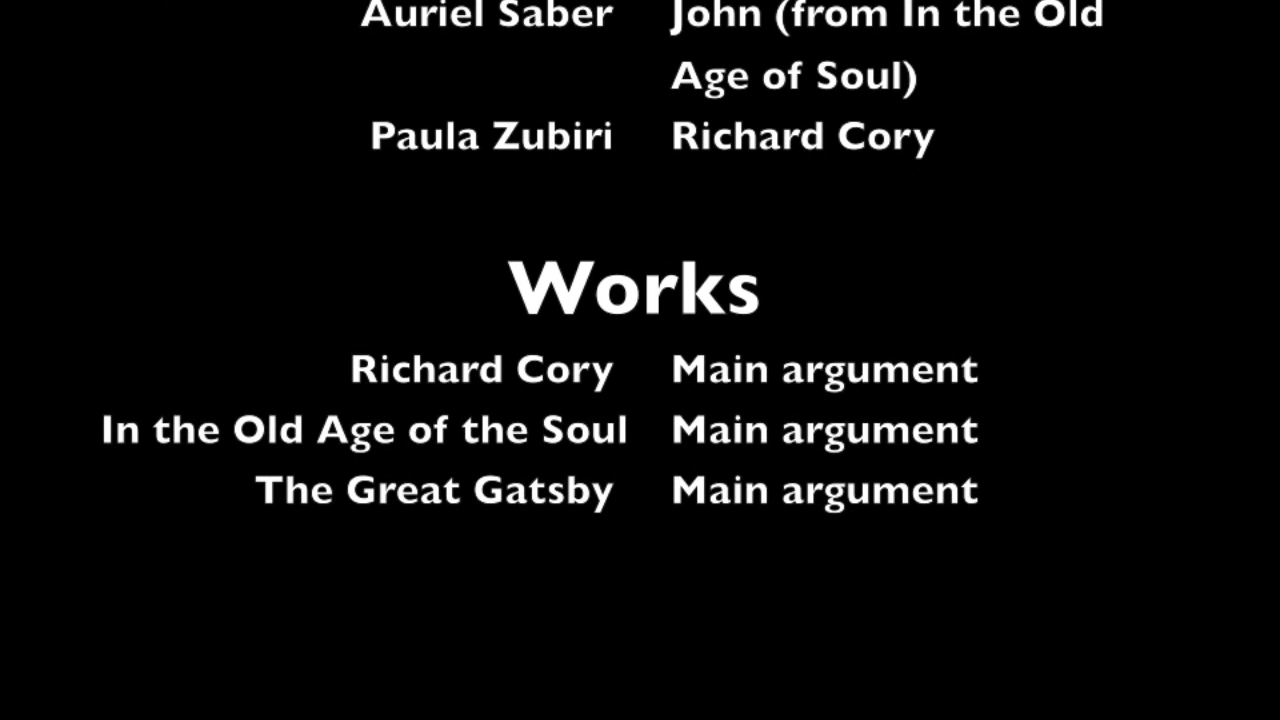 Auriel Saber John (from In the Old
Age of Soul)
Paula Zubiri Richard Cory
Works
Richard Cory Main argument
In the Old Age of the Soul Main argument
The Great Gatsby Main argument